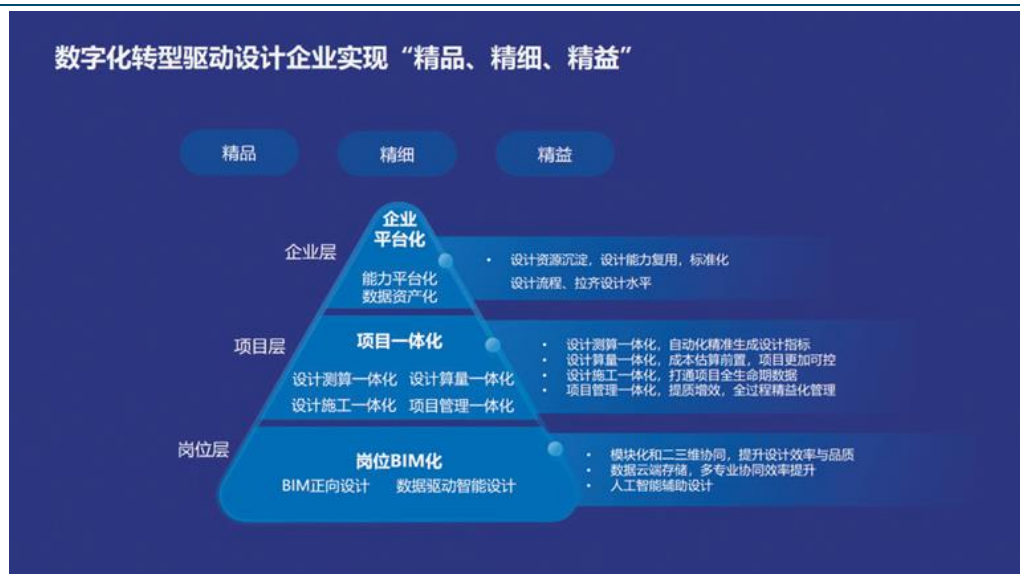 数字化转型驱动设计企业实现“精品、精细、精益”
精品
精细
精益
企业层
企业
平台化
能力平台化
数据资产化
• 设计资源沉淀，设计能力复用，标准化
设计流程、拉齐设计水平
项目层
项目一体化
设计测算一体化 设计算量一体化
设计施工一体化 项目管理一体化
• 设计测算一体化，自动化精准生成设计指标
• 设计算量一体化，成本估算前置，项目更加可控
• 设计施工一体化，打通项目全生命期数据
• 项目管理一体化，提质增效，全过程精益化管理
岗位层
岗位BIM化
BIM正向设计 数据驱动智能设计
• 模块化和二三维协同，提升设计效率与品质
• 数据云端存储，多专业协同效率提升
• 人工智能辅助设计